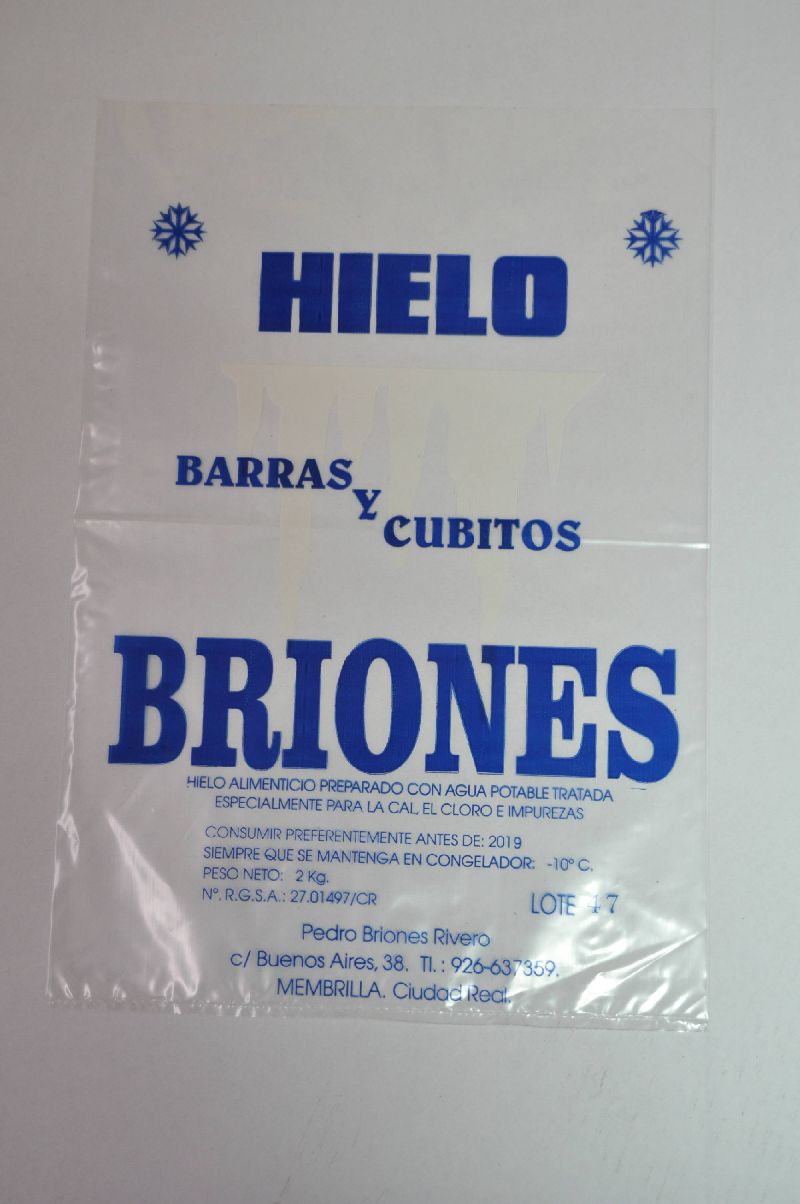 HIELO
BARRAS
Y
CUBITOS
BRIONES
HIELO ALIMENTICIO PREPARADO CON AGUA POTABLE TRATADA
ESPECIALMENTE PARA LA CAL, EL CLORO E IMPUREZAS
CONSUMIR PREFERENTEMENTE ANTES DE: 2019
SIEMPRE QUE SE MANTENGA EN CONGELADOR: -10º C.
PESO NETO: 2 Kg.
Nº. R.G.S.A.: 27.01497/CR
LOTE 47
Pedro Briones Rivero
c/ Buenos Aires, 38. Tl.: 926-637359.
MEMBRILLA. Ciudad Real.